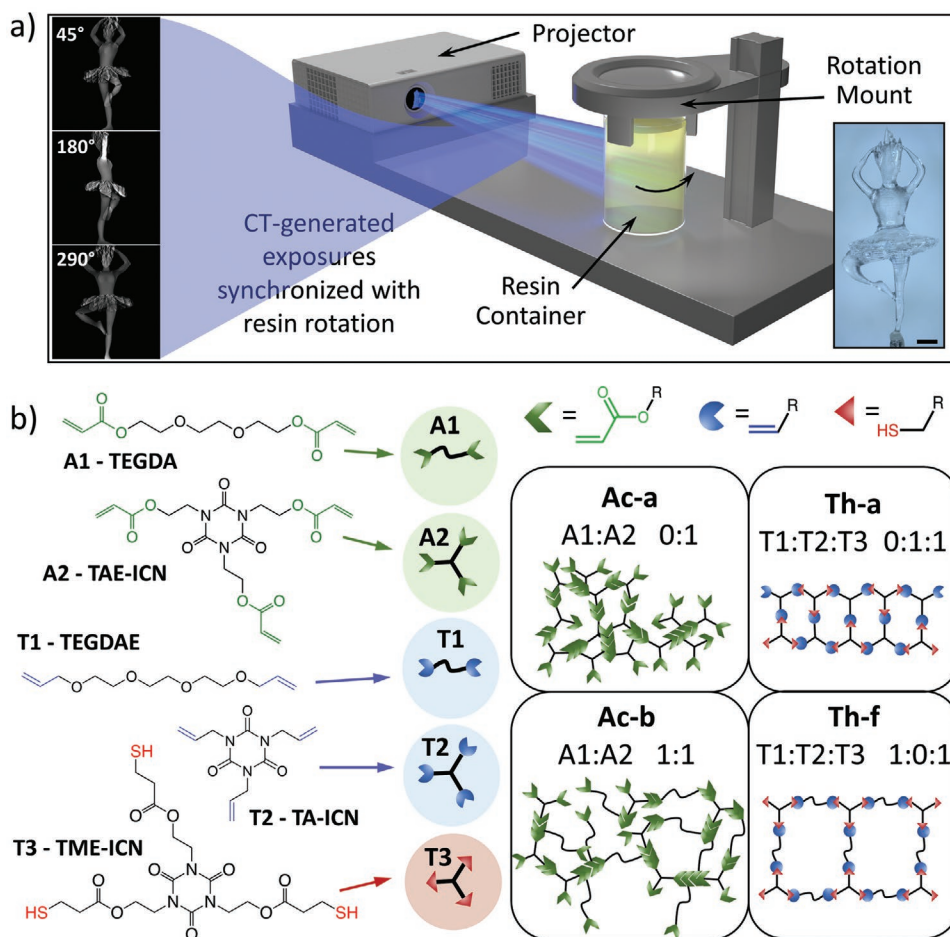 a)
45°
180°
290°
Projector
Rotation
Mount
CT-generated
exposures
synchronized with
resin rotation
Resin
Container
b)
A1 - TEGDA
O
O
O
O
O
O
A1
= O
O
R
= R
= HS
R
A2 - TAE-ICN
O
O
O
N
N
O
O
O
N
O
O
O
A2
Ac-a
A1:A2 0:1
Th-a
T1:T2:T3 0:1:1
T1 - TEGDAE
O
O
O
O
T1
T2 - TA-ICN
O
N
N
O
N
O
T2
Ac-b
A1:A2 1:1
Th-f
T1:T2:T3 1:0:1
T3 - TME-ICN
SH
O
O
O
N
N
O
N
O
HS
O
O
O
O
SH
T3